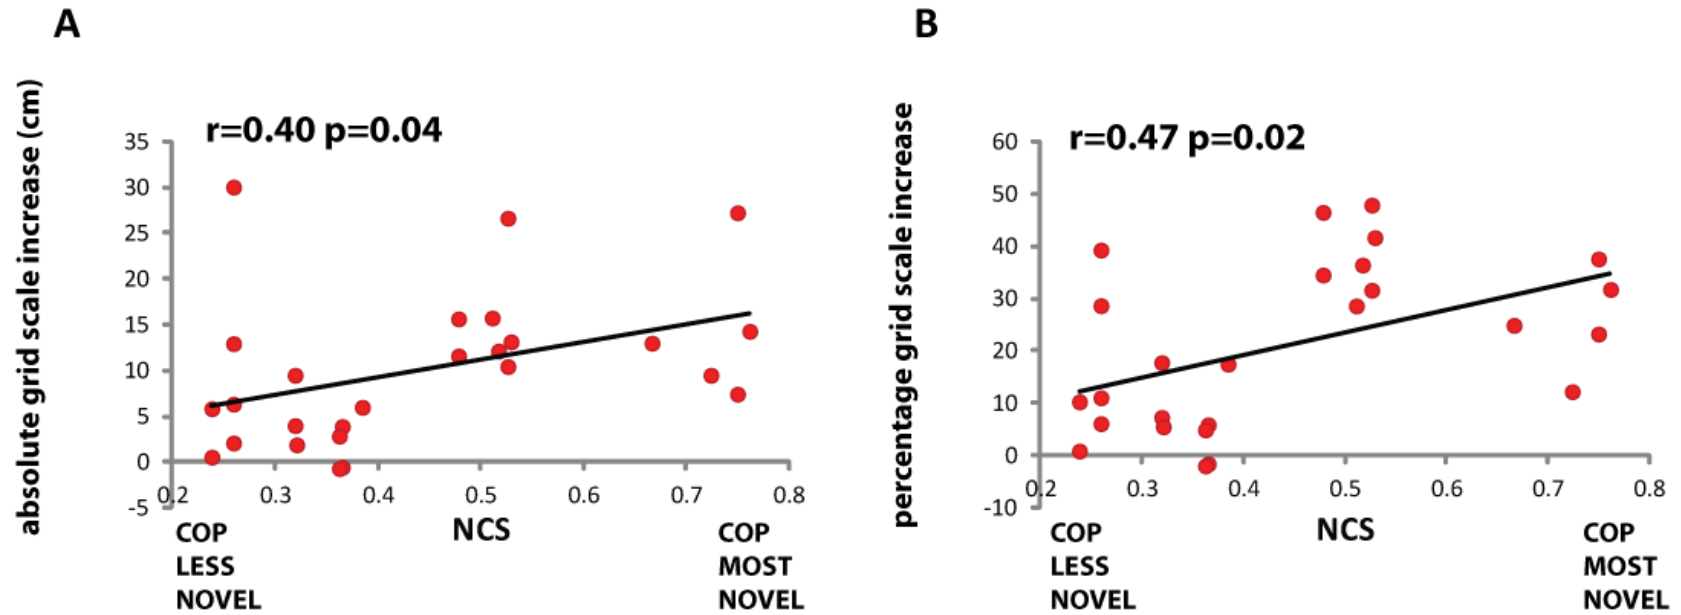 A
absolute grid scale increase (cm)
r=0.40 p=0.04
35
30
25
20
15
10
5
0
-5
0.2 0.3 0.4 0.5 0.6 0.7 0.8
NCS
COP
LESS
NOVEL
COP
MOST
NOVEL
B
percentage grid scale increase
r=0.47 p=0.02
60
50
40
30
20
10
0
-10
0.2 0.3 0.4 0.5 0.6 0.7 0.8
NCS
COP
LESS
NOVEL
COP
MOST
NOVEL